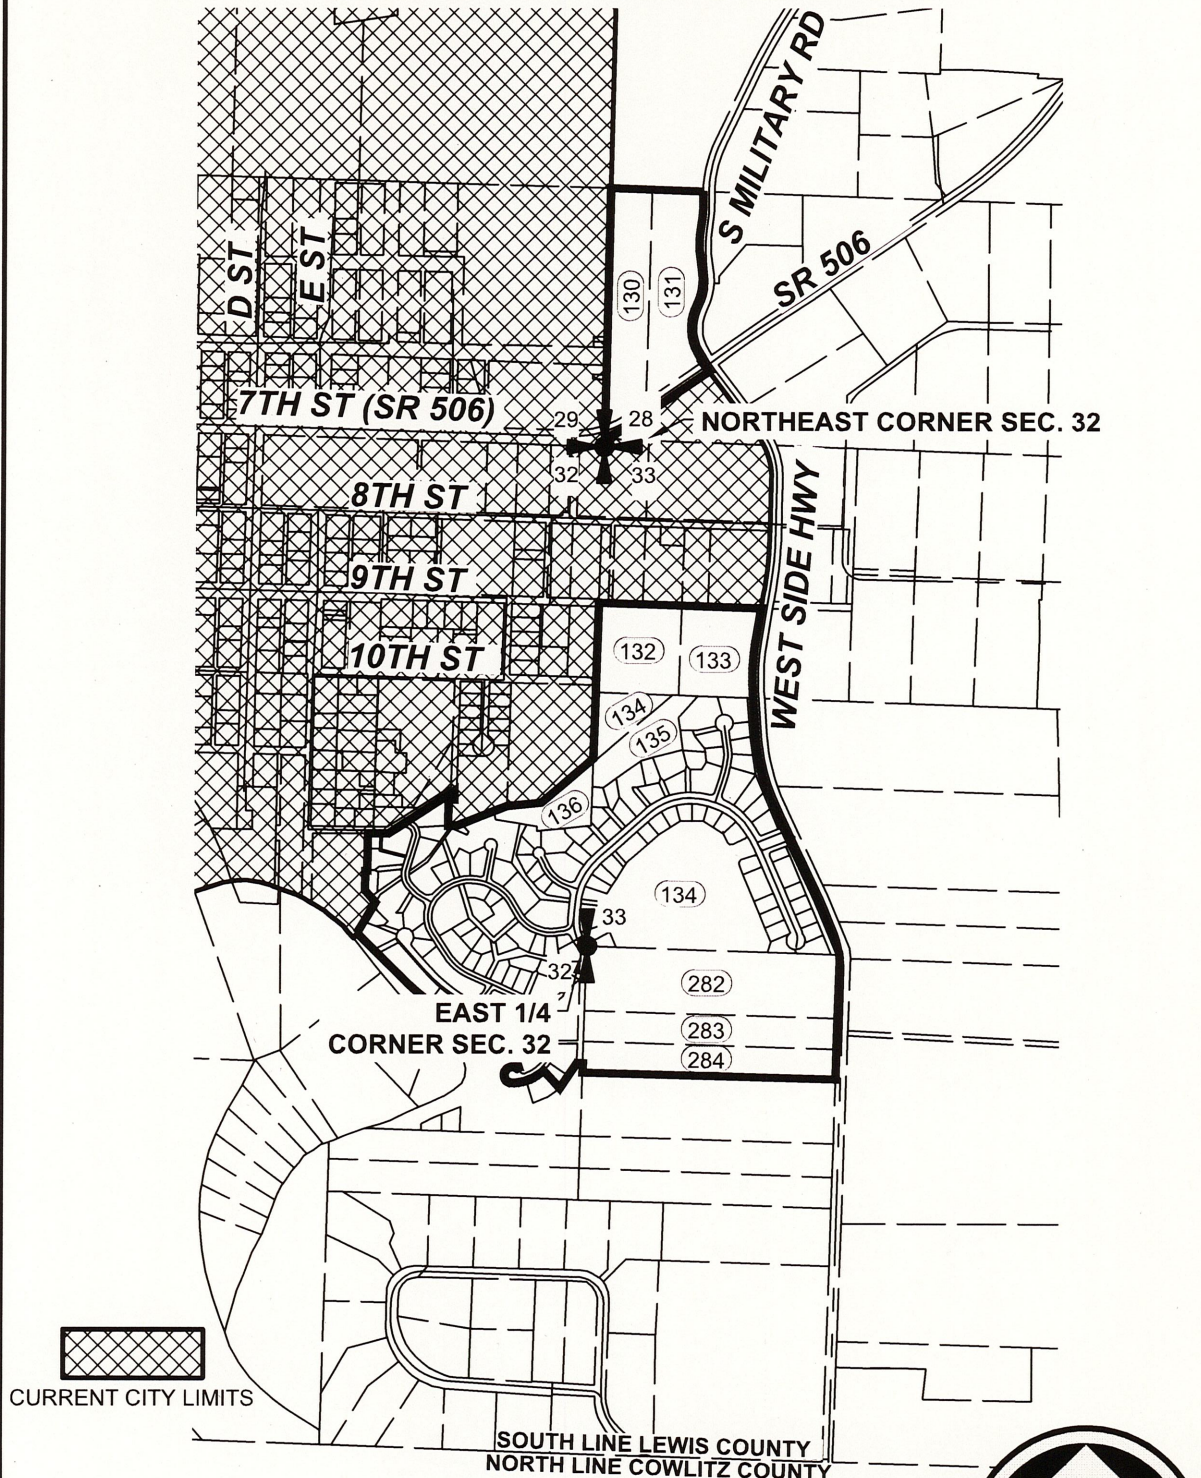 S MILITARY RD
SR 506
D ST
E ST
130
131
7TH ST (SR 506)
29
28
NORTHEAST CORNER SEC. 32
32
33
8TH ST
WEST SIDE HWY
9TH ST
10TH ST
132
133
134
135
136
134
33
32
282
EAST 1/4
CORNER SEC. 32
283
284
CURRENT CITY LIMITS
SOUTH LINE LEWIS COUNTY
NORTH LINE COWLITZ COUNTY